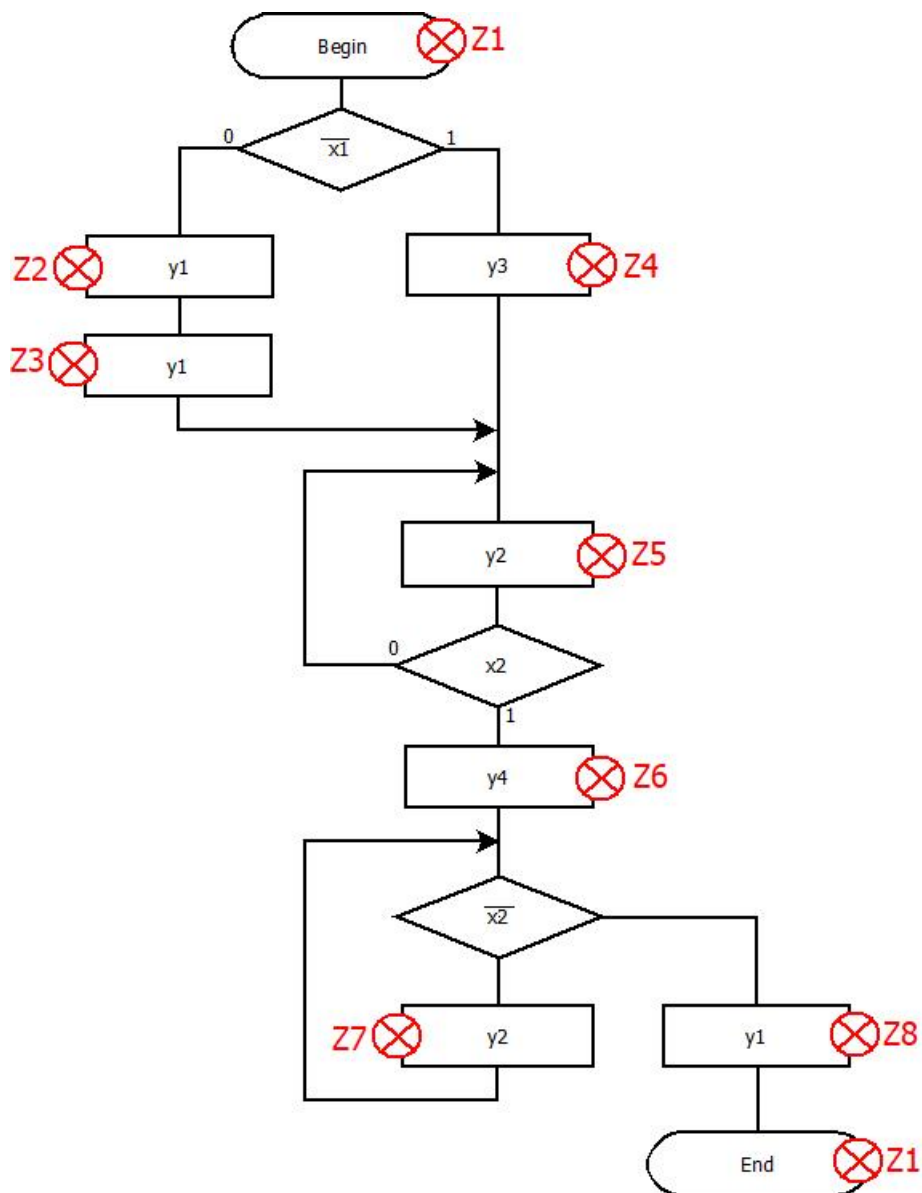 Begin Z1
0 x1 1
Z2 y1 y3 Z4
Z3 y1
y2 Z5
0 x2
1
y4 Z6
x2
Z7 y2 y1 Z8
End Z1